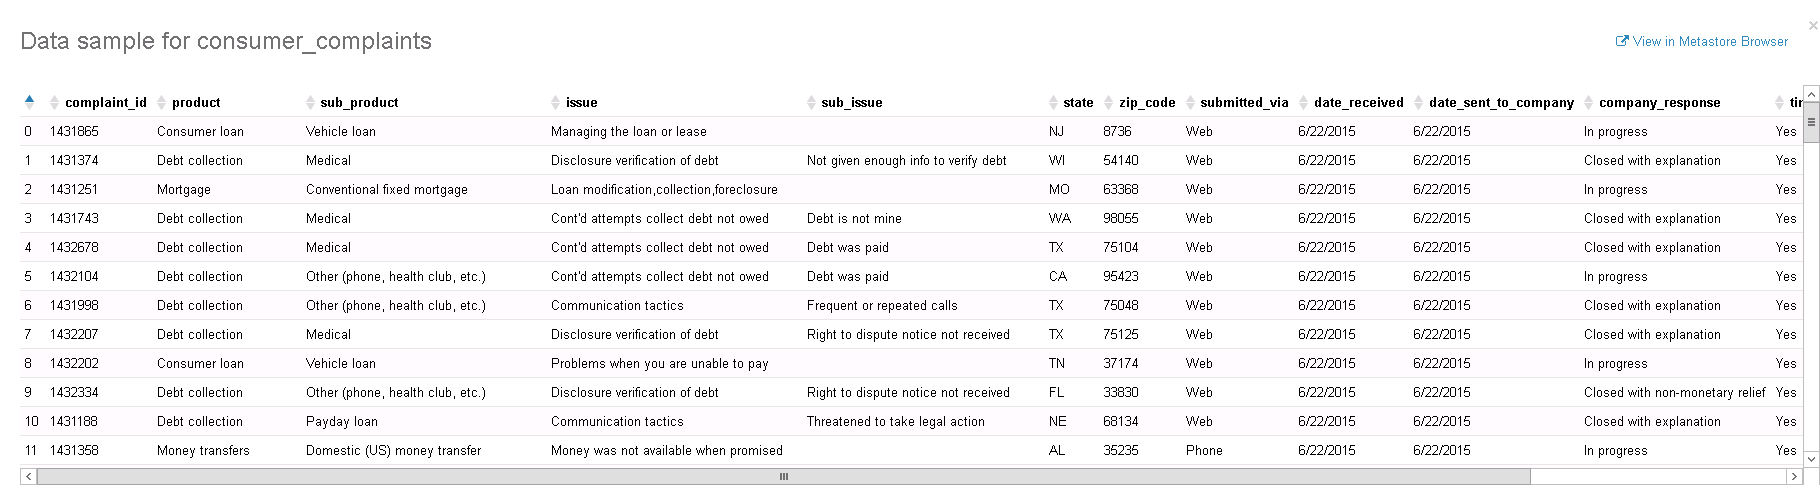 Data sample for consumer_complaints
View in Metastore Browser
complaint_id product sub_product issue sub_issue state zip_code submitted_via date_received date_sent_to_company company_response
0 1431865 Consumer loan Vehicle loan Managing the loan or lease NJ 8736 Web 6/22/2015 6/22/2015 In progress Yes
1 1431374 Debt collection Medical Disclosure verification of debt Not given enough info to verify debt WI 54140 Web 6/22/2015 6/22/2015 Closed with explanation Yes
2 1431251 Mortgage Conventional fixed mortgage Loan modification,collection,foreclosure MO 63368 Web 6/22/2015 6/22/2015 In progress Yes
3 1431743 Debt collection Medical Cont'd attempts collect debt not owed Debt is not mine WA 98055 Web 6/22/2015 6/22/2015 Closed with explanation Yes
4 1432678 Debt collection Medical Cont'd attempts collect debt not owed Debt was paid TX 75104 Web 6/22/2015 6/22/2015 Closed with explanation Yes
5 1432104 Debt collection Other (phone, health club, etc.) Cont'd attempts collect debt not owed Debt was paid CA 95423 Web 6/22/2015 6/22/2015 In progress Yes
6 1431998 Debt collection Other (phone, health club, etc.) Communication tactics Frequent or repeated calls TX 75048 Web 6/22/2015 6/22/2015 Closed with explanation Yes
7 1432207 Debt collection Medical Disclosure verification of debt Right to dispute notice not received TX 75125 Web 6/22/2015 6/22/2015 Closed with explanation Yes
8 1432202 Consumer loan Vehicle loan Problems when you are unable to pay TN 37174 Web 6/22/2015 6/22/2015 In progress Yes
9 1432334 Debt collection Other (phone, health club, etc.) Disclosure verification of debt Right to dispute notice not received FL 33830 Web 6/22/2015 6/22/2015 Closed with non-monetary relief Yes
10 1431188 Debt collection Payday loan Communication tactics Threatened to take legal action NE 68134 Web 6/22/2015 6/22/2015 Closed with explanation Yes
11 1431358 Money transfers Domestic (US) money transfer Money was not available when promised AL 35235 Phone 6/22/2015 6/22/2015 In progress Yes